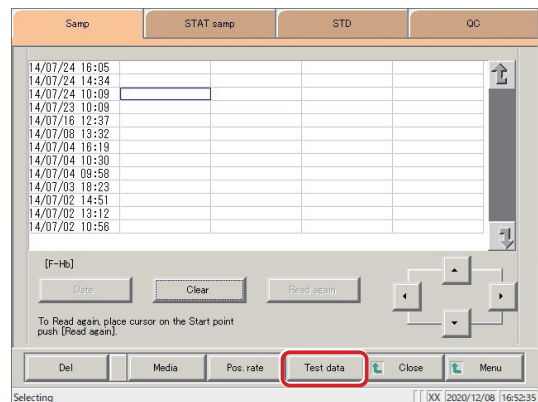 Samp STAT samp STD QC
14/07/24 16:05
14/07/24 14:34
14/07/24 10:09
14/07/23 10:09
14/07/16 12:37
14/07/08 13:32
14/07/04 16:19
14/07/04 10:30
14/07/04 09:58
14/07/03 18:23
14/07/02 14:51
14/07/02 13:12
14/07/02 10:56
[F-Hb]
Date Clear Read again
To Read again, place cursor on the Start point
push [Read again].
Del Media Pos. rate Test data Close Menu
Selecting XX 2020/12/08 16:52:35